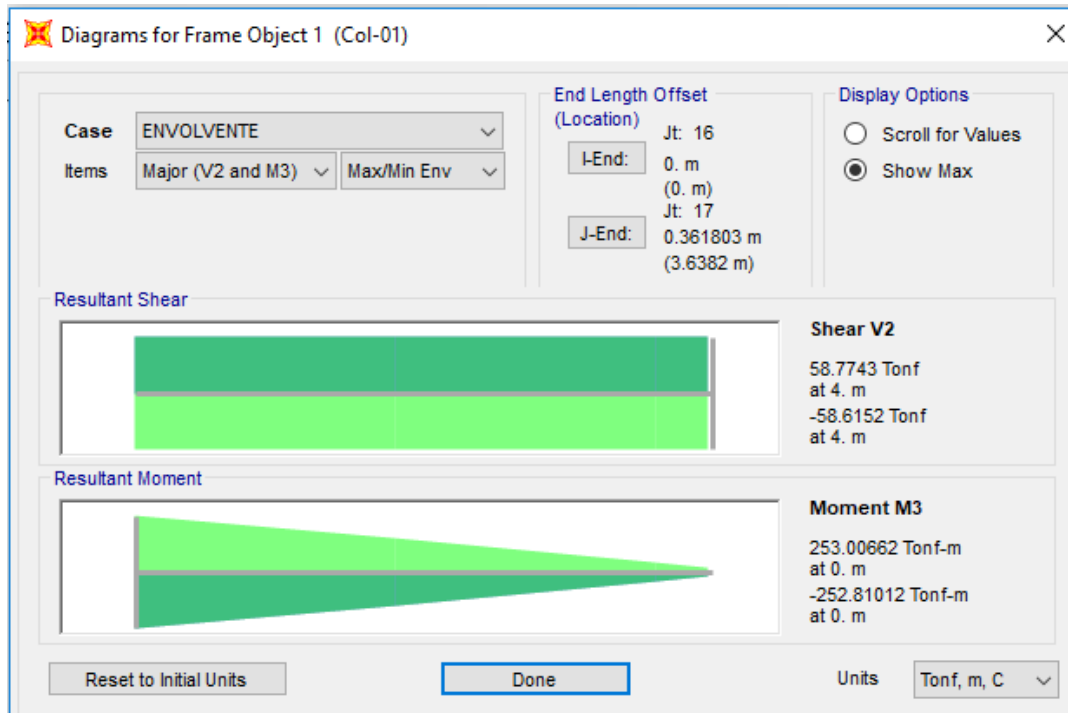 Diagrams for Frame Object 1 (Col-01)
Case
ENVOLVENTE
Items
Major (V2 and M3)
Max/Min Env
End Length Offset
(Location)
Jt: 16
I-End:
0. m
(0. m)
Jt: 17
J-End:
0.361803 m
(3.6382 m)
Display Options
Scroll for Values
Show Max
Resultant Shear
Shear V2
58.7743 Tonf
at 4. m
-58.6152 Tonf
at 4. m
Resultant Moment
Moment M3
253.00662 Tonf-m
at 0. m
-252.81012 Tonf-m
at 0. m
Reset to Initial Units
Done
Units
Tonf, m, C